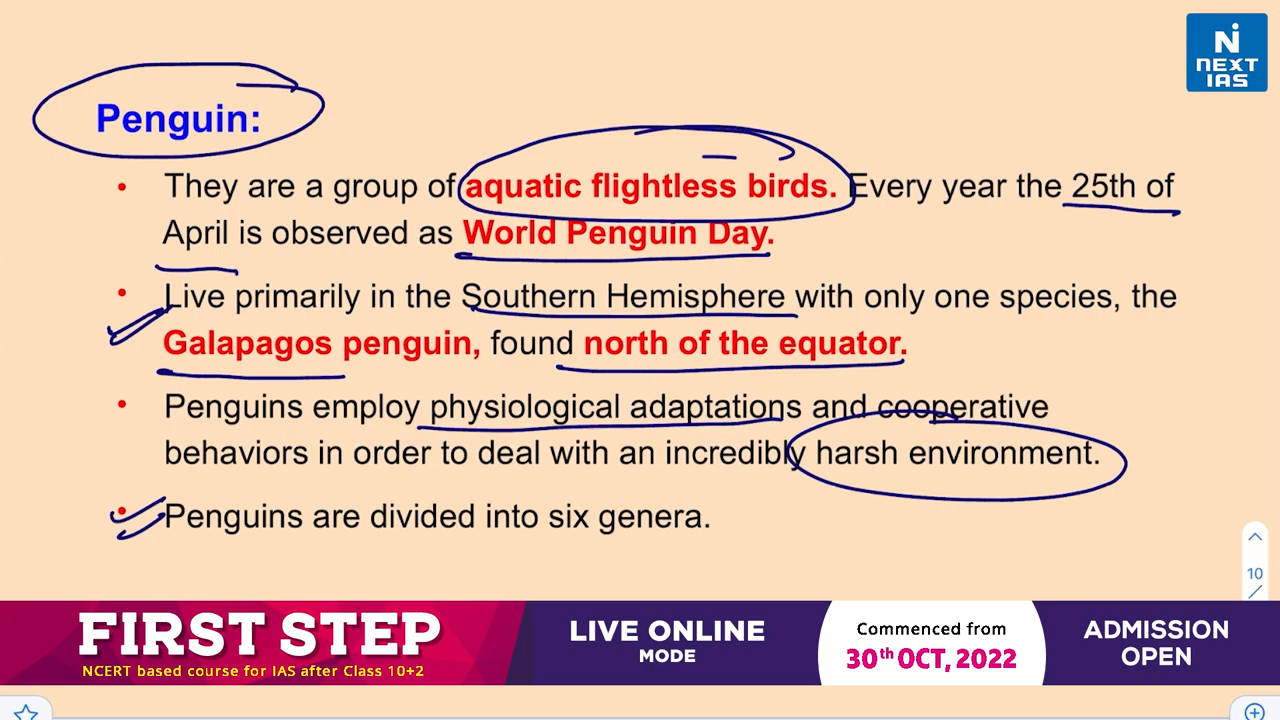 NEXT
IAS
Penguin:
• They are a group of aquatic flightless birds. Every year the 25th of
April is observed as World Penguin Day.
• Live primarily in the Southern Hemisphere with only one species, the
Galapagos penguin, found north of the equator.
• Penguins employ physiological adaptations and cooperative
behaviors in order to deal with an incredibly harsh environment.
• Penguins are divided into six genera.
10
FIRST STEP
NCERT based course for IAS after Class 10+2
LIVE ONLINE
MODE
Commenced from
30th OCT, 2022
ADMISSION
OPEN